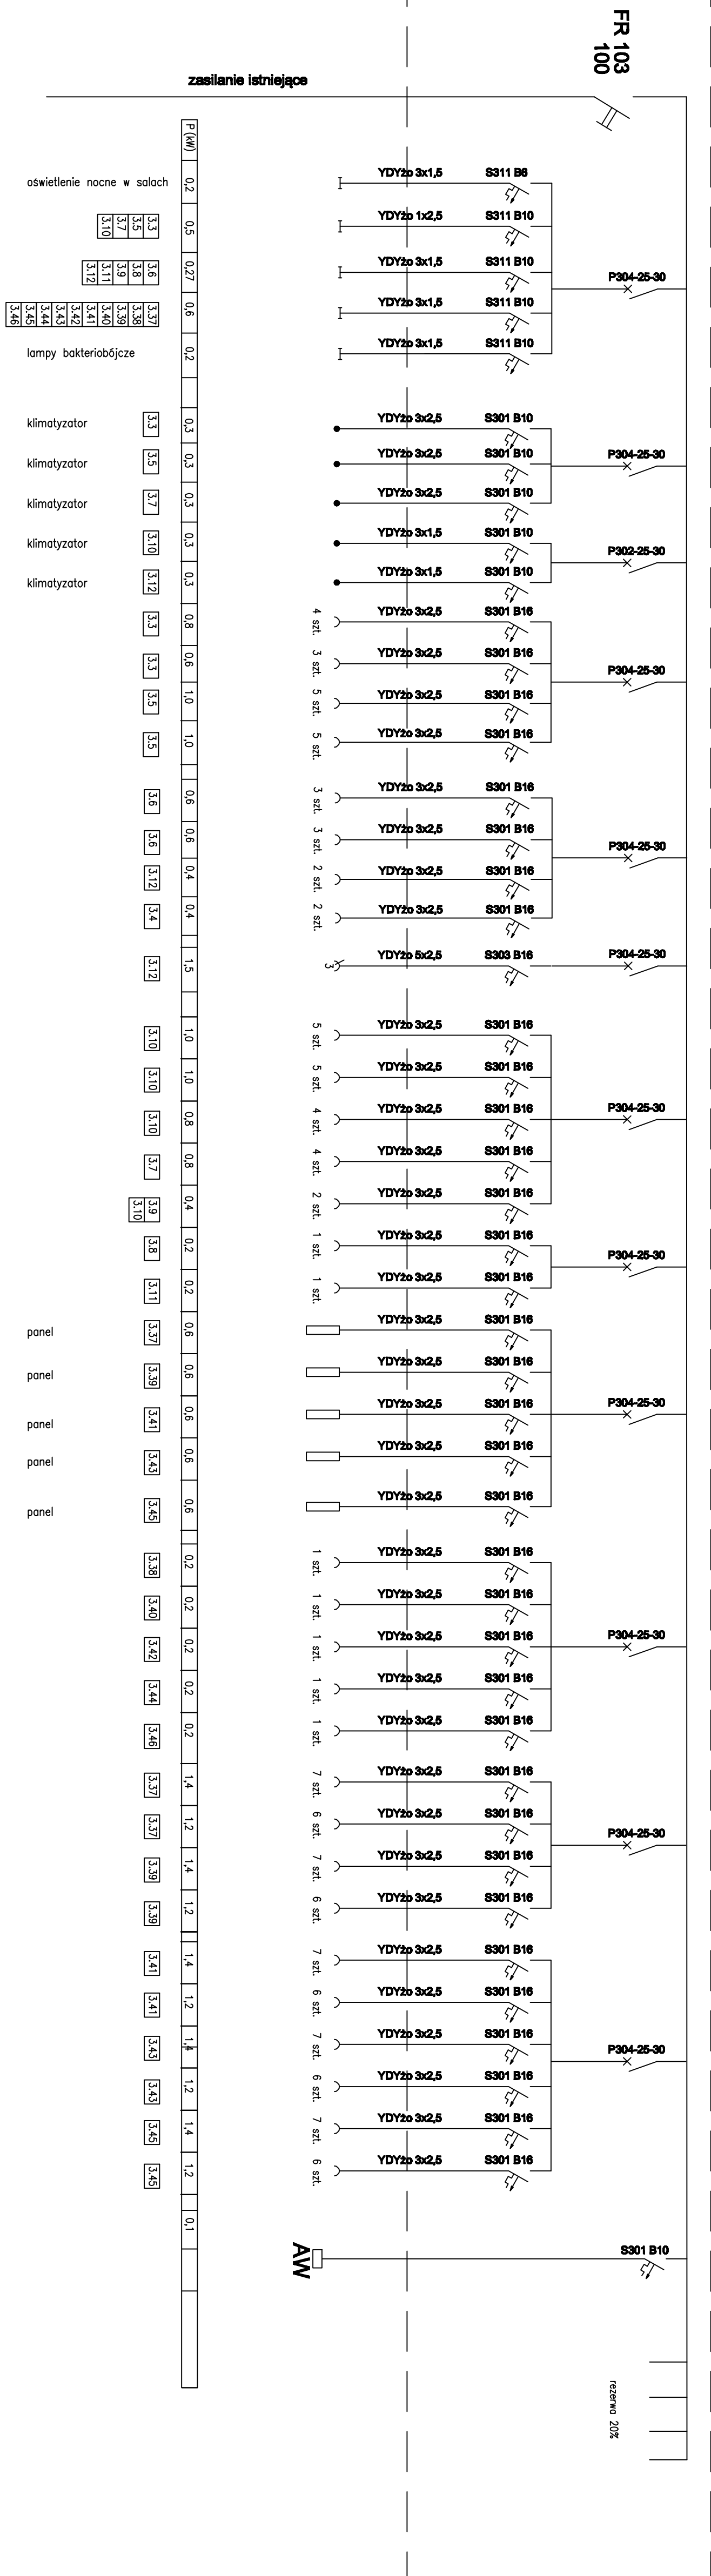 FR 103
100
zasilanie istniejące
P (kW)
oświetlenie nocne w salach
0,2
YDYżo 3x1,5
S311 B6
3.3
3.5
3.7
3.10
0,5
YDYżo 1x2,5
S311 B10
3.6
3.8
3.9
3.11
3.12
0,27
YDYżo 3x1,5
S311 B10
P304-25-30
3.37
3.38
3.39
3.40
3.41
3.42
3.43
3.44
3.45
3.46
0,6
YDYżo 3x1,5
S311 B10
lampy bakteriobójcze
0,2
YDYżo 3x1,5
S311 B10
klimatyzator
3.3
0,3
YDYżo 3x2,5
S301 B10
klimatyzator
3.5
0,3
YDYżo 3x2,5
S301 B10
P304-25-30
klimatyzator
3.7
0,3
YDYżo 3x2,5
S301 B10
klimatyzator
3.10
0,3
YDYżo 3x1,5
S301 B10
P302-25-30
klimatyzator
3.12
0,3
YDYżo 3x1,5
S301 B10
3.3
0,8
4 szt.
YDYżo 3x2,5
S301 B16
3.3
0,6
3 szt.
YDYżo 3x2,5
S301 B16
P304-25-30
3.5
1,0
5 szt.
YDYżo 3x2,5
S301 B16
3.5
1,0
5 szt.
YDYżo 3x2,5
S301 B16
3.6
0,6
3 szt.
YDYżo 3x2,5
S301 B16
3.6
0,6
3 szt.
YDYżo 3x2,5
S301 B16
P304-25-30
3.12
0,4
2 szt.
YDYżo 3x2,5
S301 B16
3.4
0,4
2 szt.
YDYżo 3x2,5
S301 B16
3.12
1,5
3
YDYżo 5x2,5
S303 B16
P304-25-30
3.10
1,0
5 szt.
YDYżo 3x2,5
S301 B16
3.10
1,0
5 szt.
YDYżo 3x2,5
S301 B16
3.10
0,8
4 szt.
YDYżo 3x2,5
S301 B16
P304-25-30
3.7
0,8
4 szt.
YDYżo 3x2,5
S301 B16
3.9
3.10
0,4
2 szt.
YDYżo 3x2,5
S301 B16
3.8
0,2
1 szt.
YDYżo 3x2,5
S301 B16
P304-25-30
3.11
0,2
1 szt.
YDYżo 3x2,5
S301 B16
panel
3.37
0,6
YDYżo 3x2,5
S301 B16
panel
3.39
0,6
YDYżo 3x2,5
S301 B16
panel
3.41
0,6
YDYżo 3x2,5
S301 B16
P304-25-30
panel
3.43
0,6
YDYżo 3x2,5
S301 B16
panel
3.45
0,6
YDYżo 3x2,5
S301 B16
3.38
0,2
1 szt.
YDYżo 3x2,5
S301 B16
3.40
0,2
1 szt.
YDYżo 3x2,5
S301 B16
3.42
0,2
1 szt.
YDYżo 3x2,5
S301 B16
P304-25-30
3.44
0,2
1 szt.
YDYżo 3x2,5
S301 B16
3.46
0,2
1 szt.
YDYżo 3x2,5
S301 B16
3.37
1,4
7 szt.
YDYżo 3x2,5
S301 B16
3.37
1,2
6 szt.
YDYżo 3x2,5
S301 B16
P304-25-30
3.39
1,4
7 szt.
YDYżo 3x2,5
S301 B16
3.39
1,2
6 szt.
YDYżo 3x2,5
S301 B16
3.41
1,4
7 szt.
YDYżo 3x2,5
S301 B16
3.41
1,2
6 szt.
YDYżo 3x2,5
S301 B16
3.43
1,4
7 szt.
YDYżo 3x2,5
S301 B16
P304-25-30
3.43
1,2
6 szt.
YDYżo 3x2,5
S301 B16
3.45
1,4
7 szt.
YDYżo 3x2,5
S301 B16
3.45
1,2
6 szt.
YDYżo 3x2,5
S301 B16
0,1
AW
S301 B10
rezerwa 20%